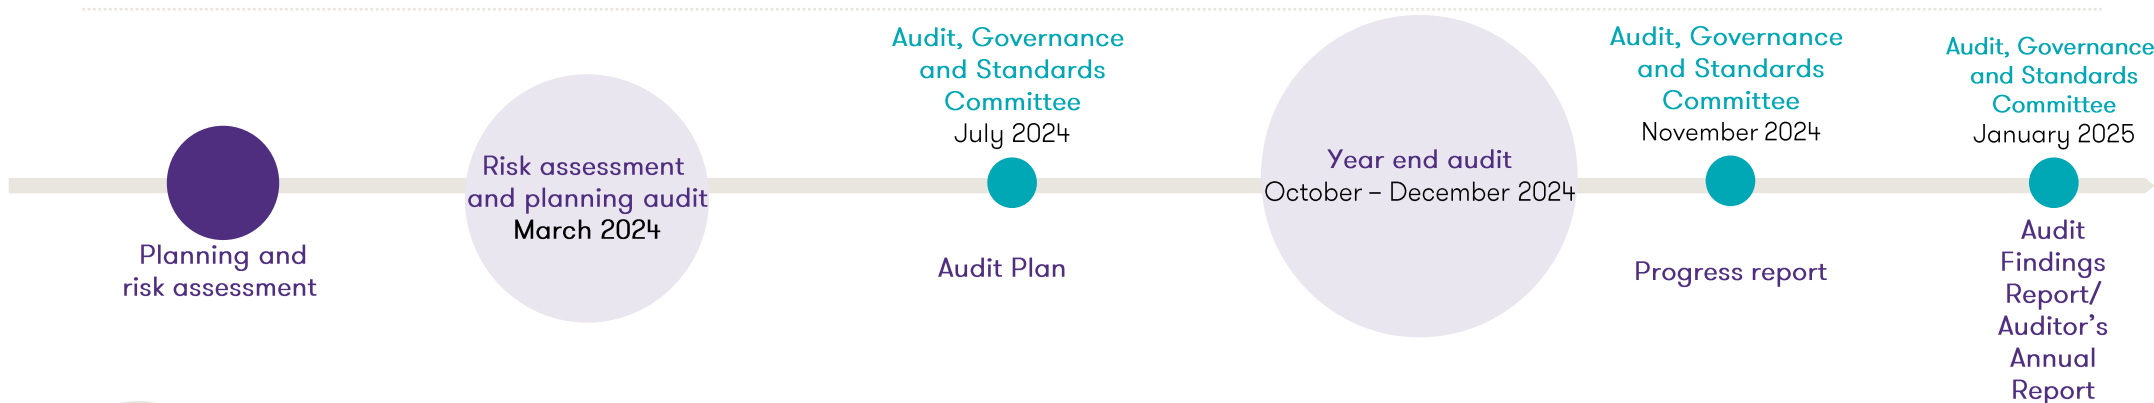 Planning and
risk assessment
Risk assessment
and planning audit
March 2024
Audit, Governance
and Standards
Committee
July 2024
Audit Plan
Year end audit
October – December 2024
Audit, Governance
and Standards
Committee
November 2024
Progress report
Audit, Governance
and Standards
Committee
January 2025
Audit
Findings
Report/
Auditor’s
Annual
Report